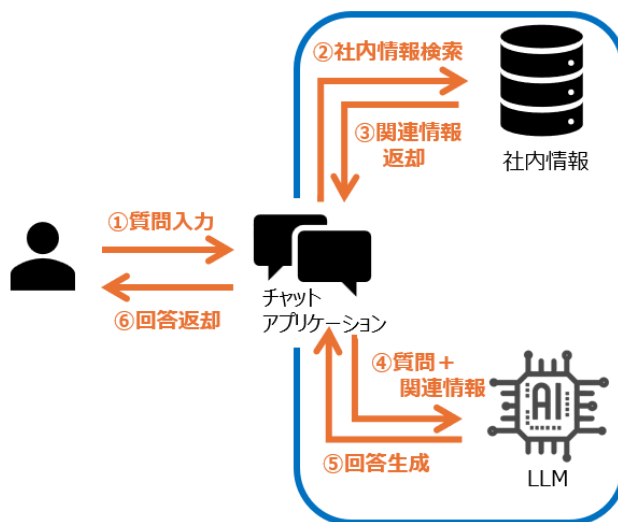 ②社内情報検索
③関連情報
返却
社内情報
①質問入力
チャット
アプリケーション
⑥回答返却
④質問＋
関連情報
AI
⑤回答生成
LLM